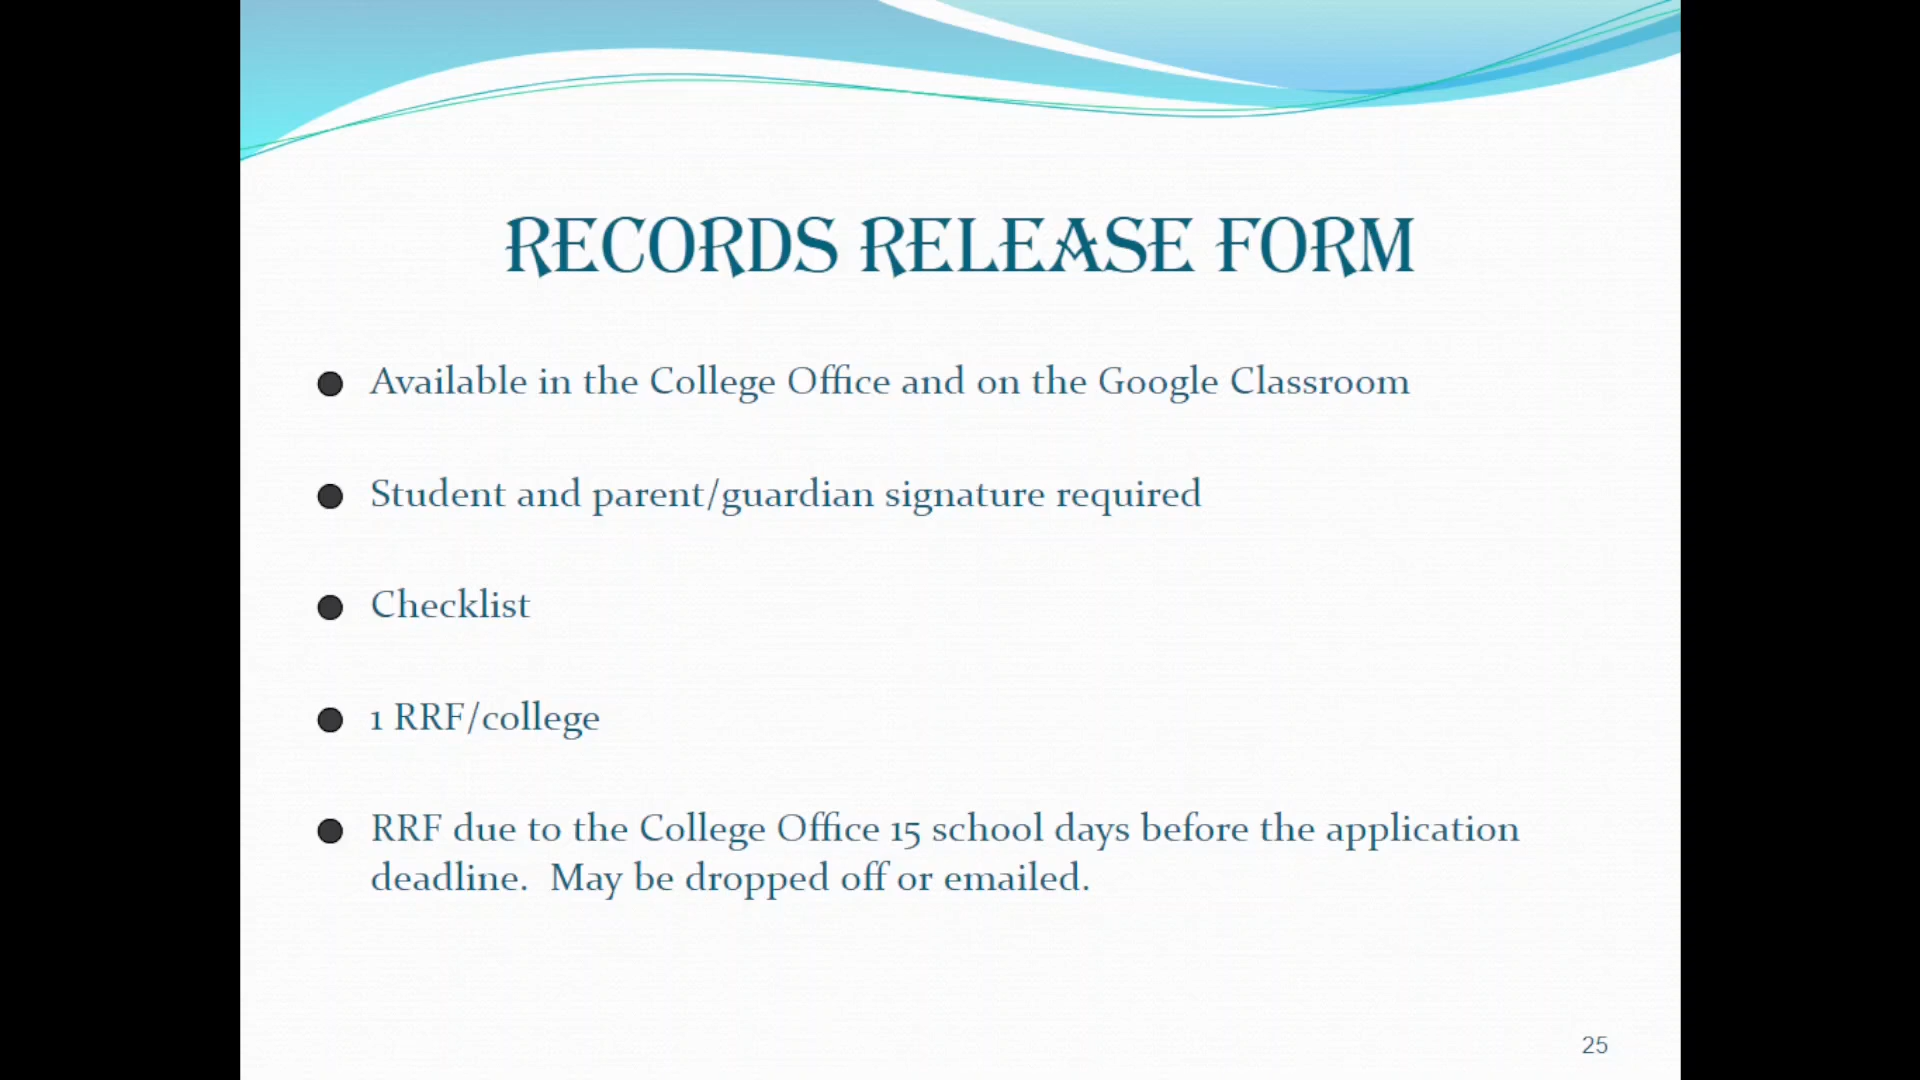 RECORDS RELEASE FORM
● Available in the College Office and on the Google Classroom
● Student and parent/guardian signature required
● Checklist
● 1 RRF/college
● RRF due to the College Office 15 school days before the application
deadline.  May be dropped off or emailed.
25